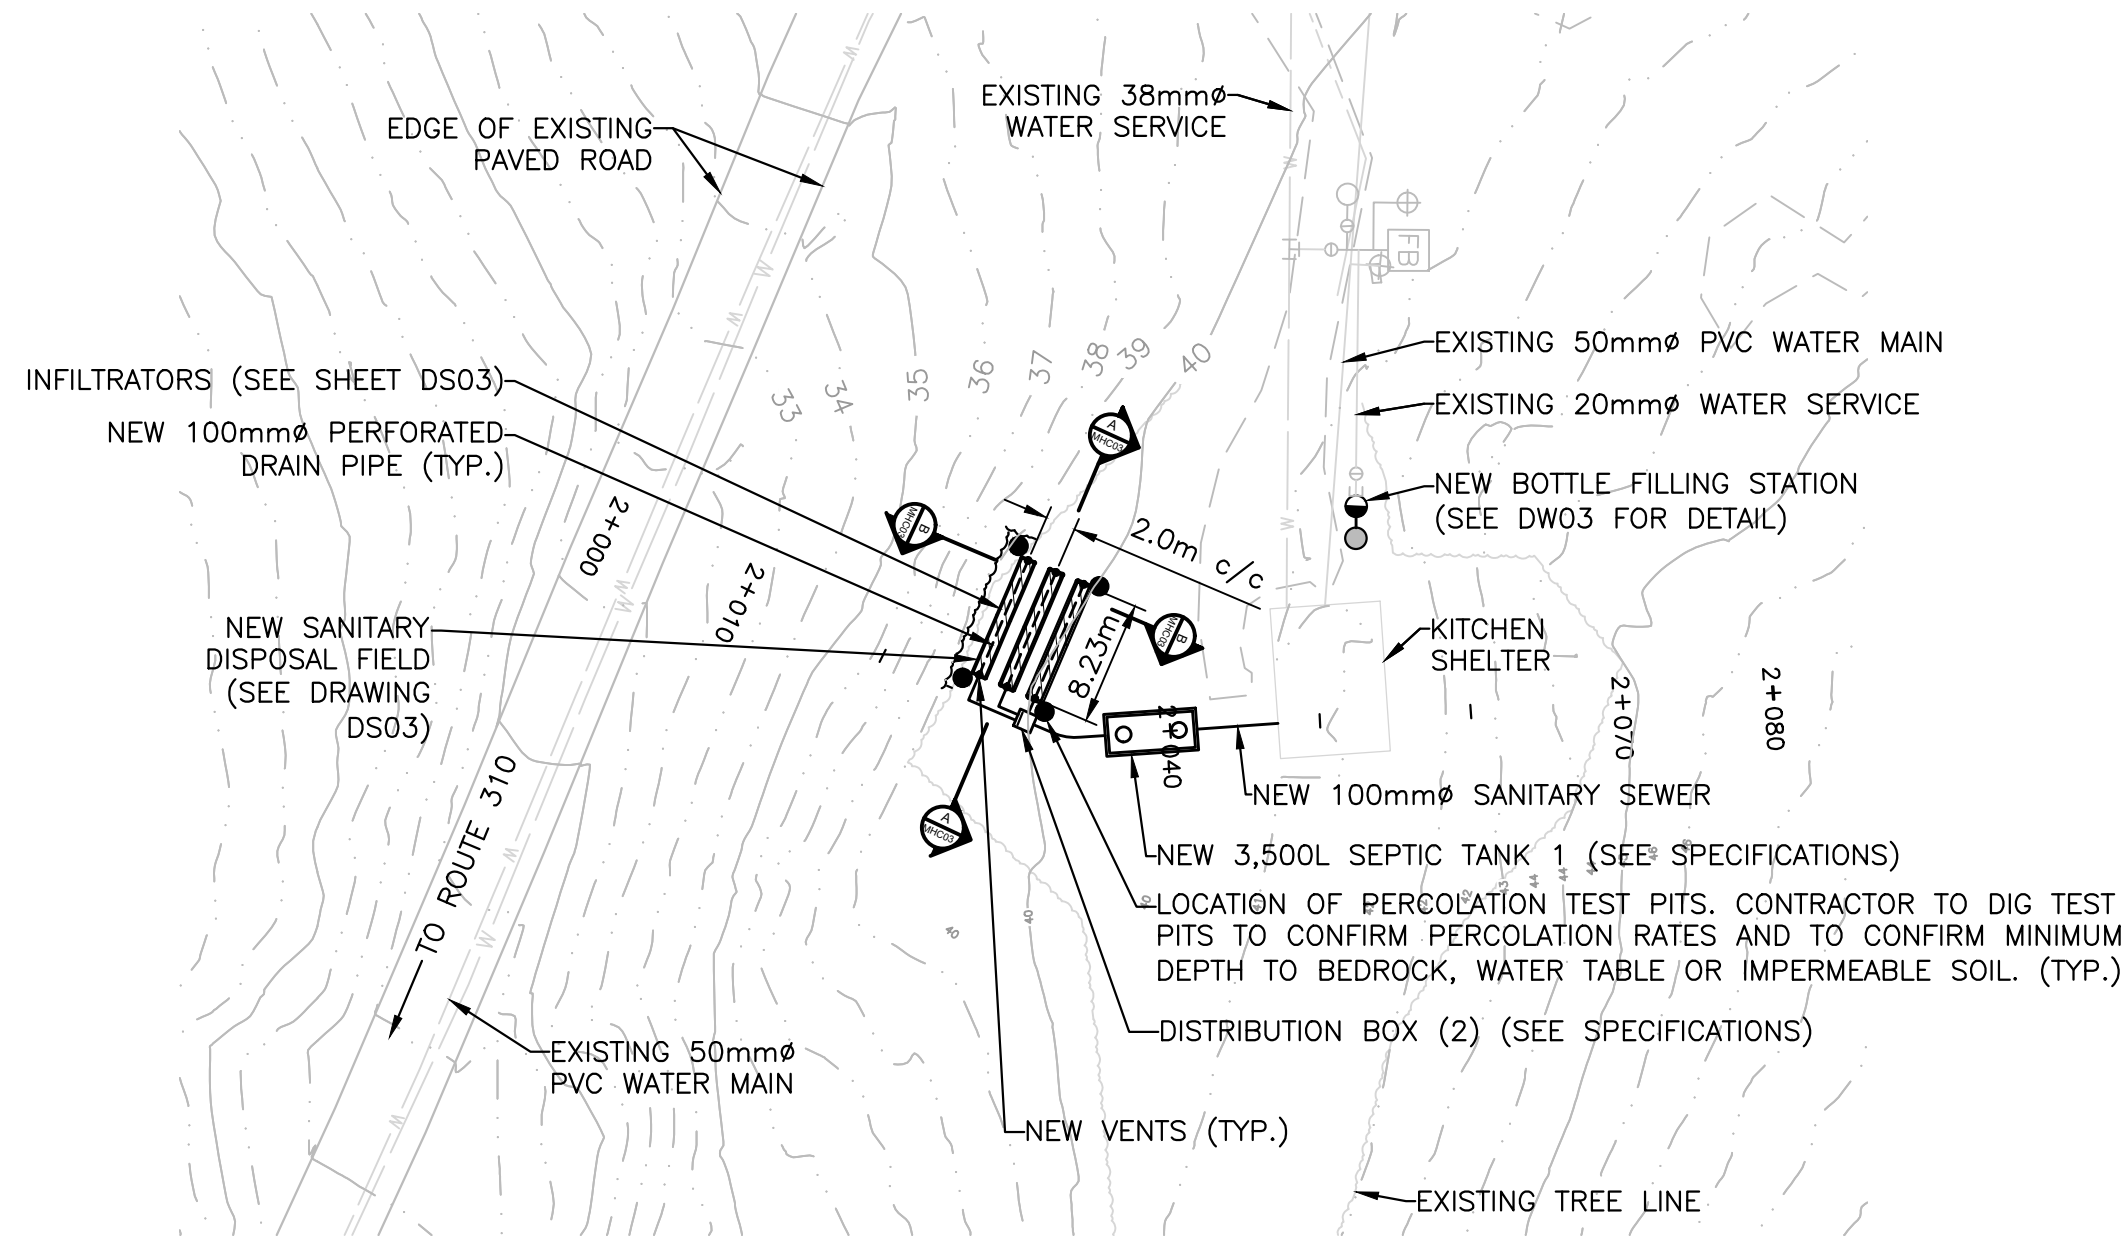 EXISTING 38mmø
WATER SERVICE
EDGE OF EXISTING
PAVED ROAD
W
W
W
W
W
W
W
W
W
FB
EXISTING 50mmø PVC WATER MAIN
EXISTING 20mmø WATER SERVICE
INFILTRATORS (SEE SHEET DS03)
NEW 100mmø PERFORATED
DRAIN PIPE (TYP.)
33
34
35
36
37
38
39
40
A
MHC03
B
MHC03
NEW BOTTLE FILLING STATION
(SEE DW03 FOR DETAIL)
2.0m c/c
2+000
2+010
8.23m
B
MHC03
NEW SANITARY
DISPOSAL FIELD
(SEE DRAWING
DS03)
KITCHEN
SHELTER
2+040
2+070
2+080
TO ROUTE 310
A
MHC03
NEW 100mmø SANITARY SEWER
NEW 3,500L SEPTIC TANK 1 (SEE SPECIFICATIONS)
LOCATION OF PERCOLATION TEST PITS. CONTRACTOR TO DIG TEST
PITS TO CONFIRM PERCOLATION RATES AND TO CONFIRM MINIMUM
DEPTH TO BEDROCK, WATER TABLE OR IMPERMEABLE SOIL. (TYP.)
40
40
42
43
44
44
DISTRIBUTION BOX (2) (SEE SPECIFICATIONS)
EXISTING 50mmø
PVC WATER MAIN
NEW VENTS (TYP.)
EXISTING TREE LINE